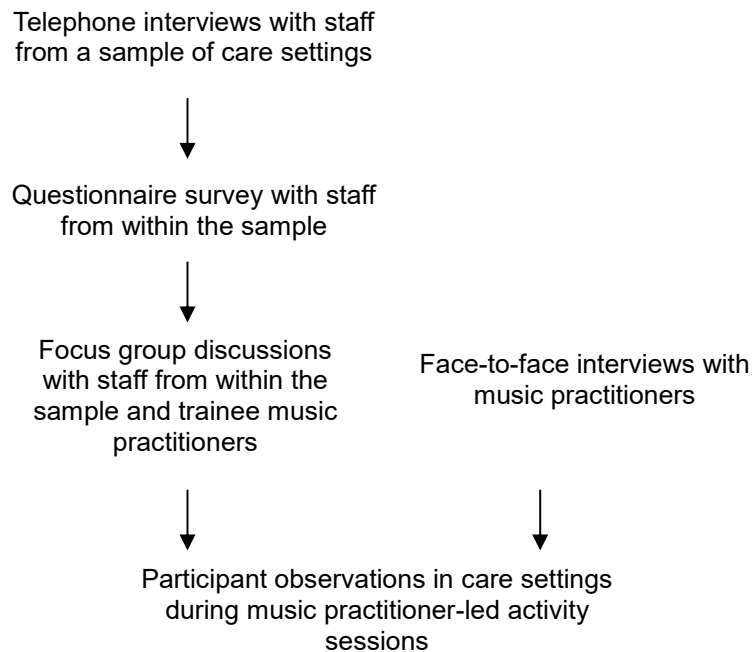 Telephone interviews with staff
from a sample of care settings
Questionnaire survey with staff
from within the sample
Focus group discussions
with staff from within the
sample and trainee music
practitioners
Face-to-face interviews with
music practitioners
Participant observations in care settings
during music practitioner-led activity
sessions